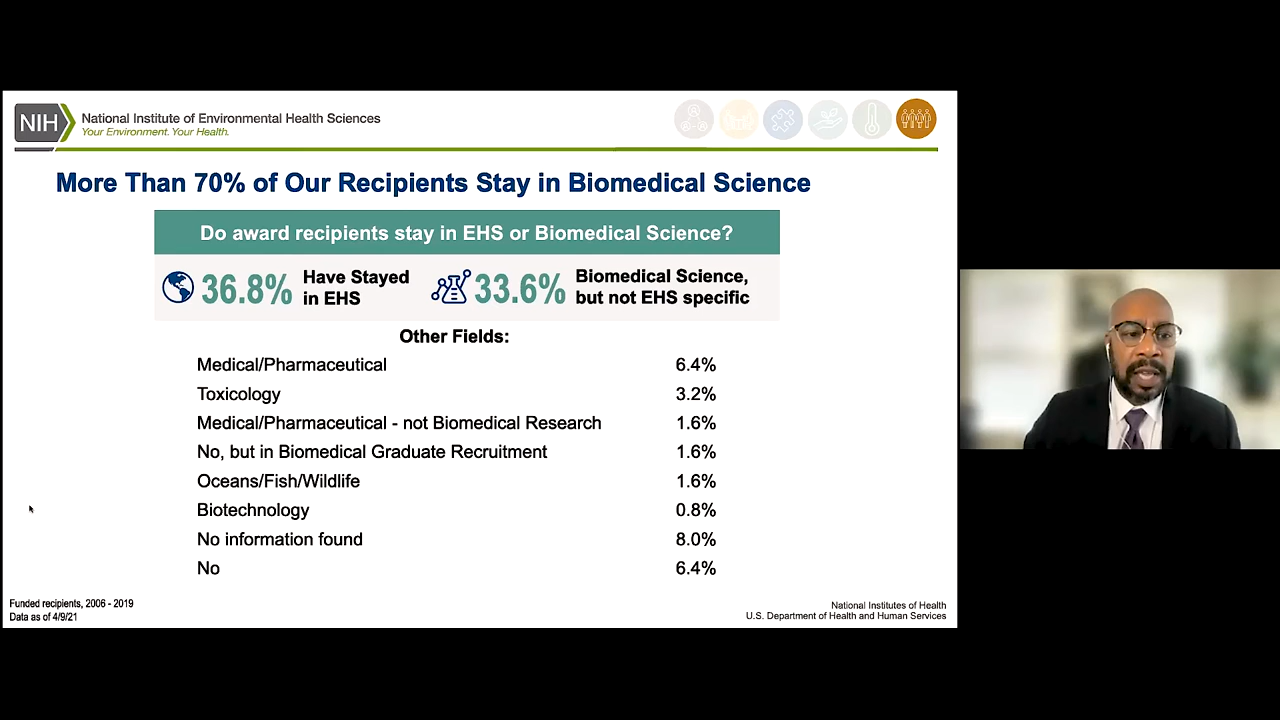 NIH
National Institute of Environmental Health Sciences
Your Environment. Your Health.
More Than 70% of Our Recipients Stay in Biomedical Science
Do award recipients stay in EHS or Biomedical Science?
36.8% Have Stayed in EHS
33.6% Biomedical Science, but not EHS specific
Other Fields:
Medical/Pharmaceutical 6.4%
Toxicology 3.2%
Medical/Pharmaceutical - not Biomedical Research 1.6%
No, but in Biomedical Graduate Recruitment 1.6%
Oceans/Fish/Wildlife 1.6%
Biotechnology 0.8%
No information found 8.0%
No 6.4%
Funded recipients, 2006 - 2019
Data as of 4/9/21
National Institutes of Health
U.S. Department of Health and Human Services